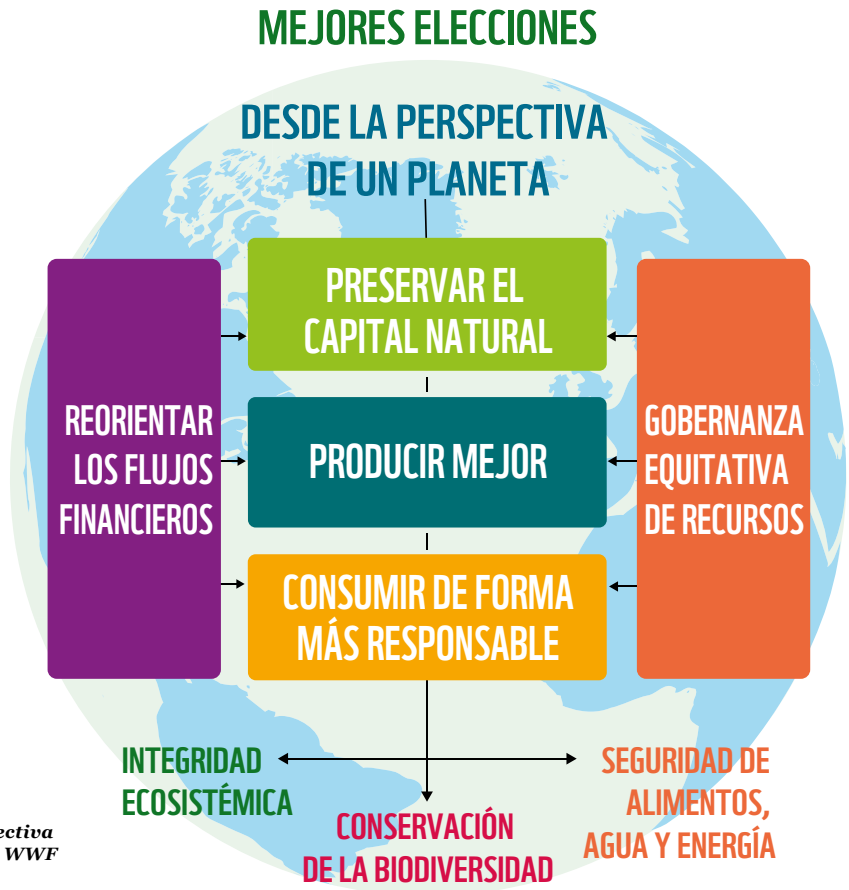 MEJORES ELECCIONES
DESDE LA PERSPECTIVA
DE UN PLANETA
PRESERVAR EL
CAPITAL NATURAL
REORIENTAR
LOS FLUJOS
FINANCIEROS
PRODUCIR MEJOR
GOBERNANZA
EQUITATIVA
DE RECURSOS
CONSUMIR DE FORMA
MÁS RESPONSABLE
INTEGRIDAD
ECOSISTÉMICA
CONSERVACIÓN
DE LA BIODIVERSIDAD
SEGURIDAD DE
ALIMENTOS,
AGUA Y ENERGÍA
ectiva
WWF